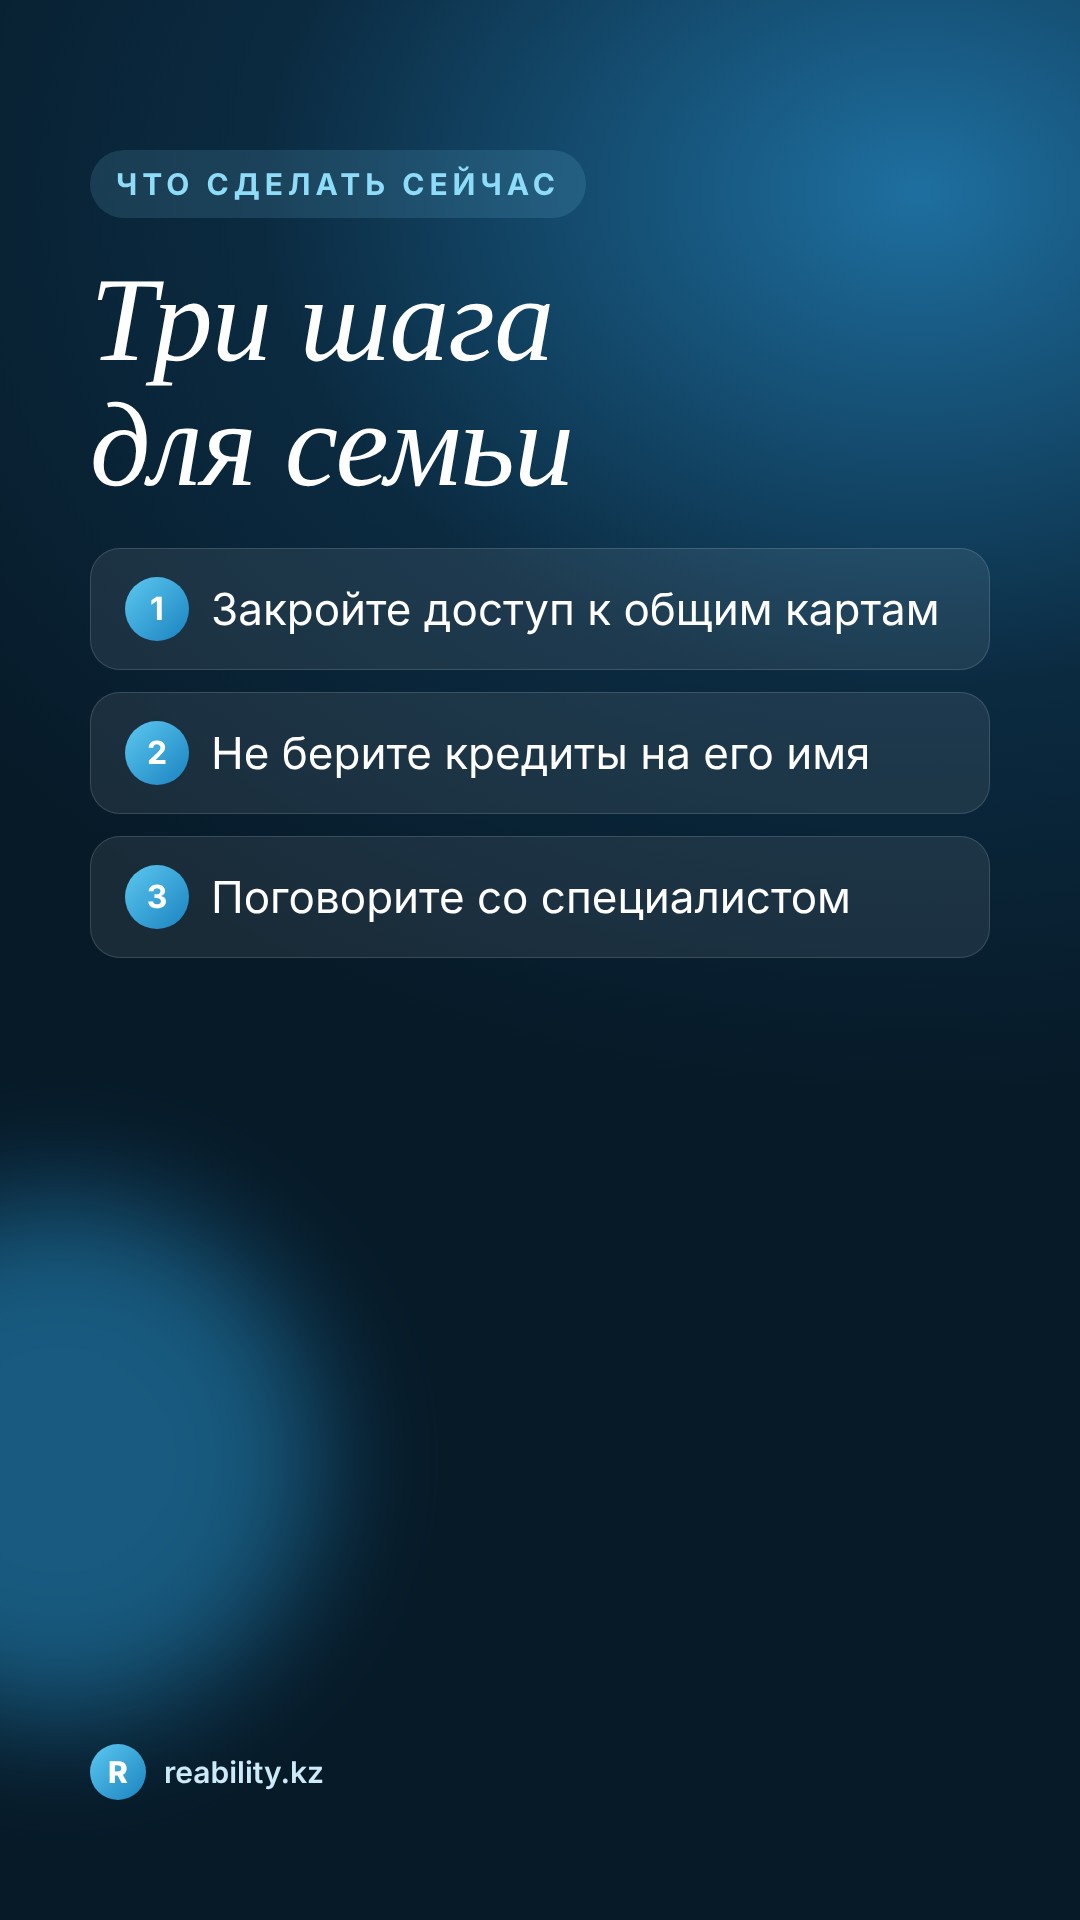 ЧТО СДЕЛАТЬ СЕЙЧАС
Три шага
для семьи
1 Закройте доступ к общим картам
2 Не берите кредиты на его имя
3 Поговорите со специалистом
R reability.kz